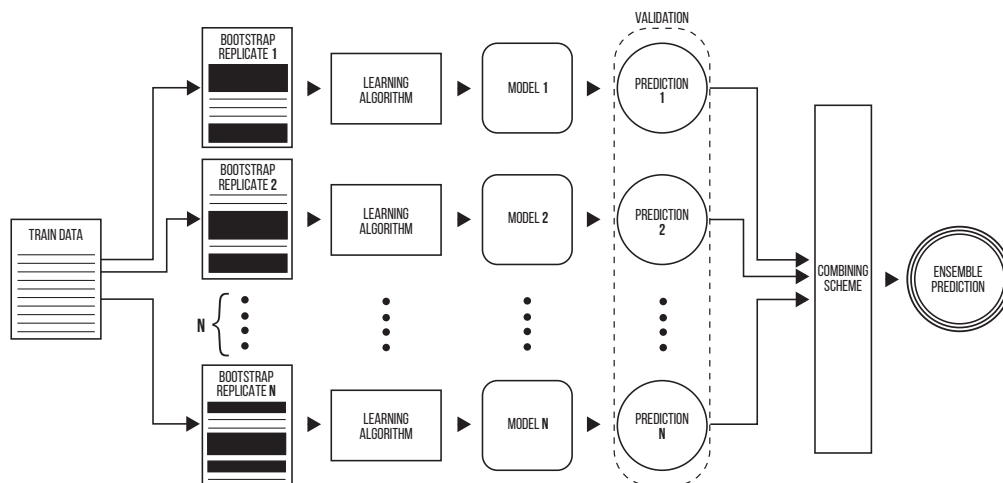 VALIDATION
BOOTSTRAP
REPLICATE 1
LEARNING
ALGORITHM
MODEL 1
PREDICTION
1
BOOTSTRAP
REPLICATE 2
LEARNING
ALGORITHM
MODEL 2
PREDICTION
2
TRAIN DATA
COMBINING
SCHEME
ENSEMBLE
PREDICTION
N
BOOTSTRAP
REPLICATE N
LEARNING
ALGORITHM
MODEL N
PREDICTION
N